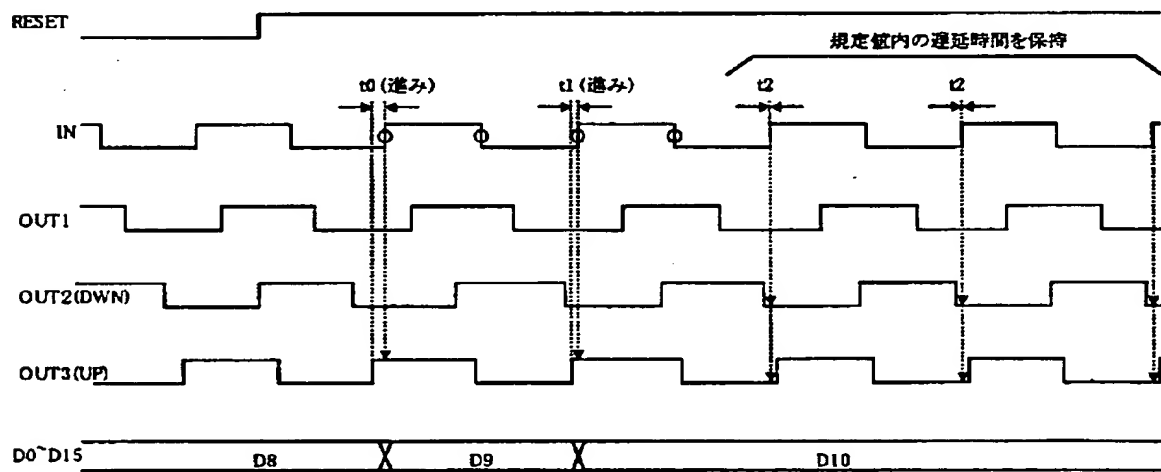 RESET
規定値内の遅延時間を保持
t0 (進み) t1 (進み) t2 t2
IN
OUT1
OUT2(DWN)
OUT3(UP)
D0~D15 D8 D9 D10